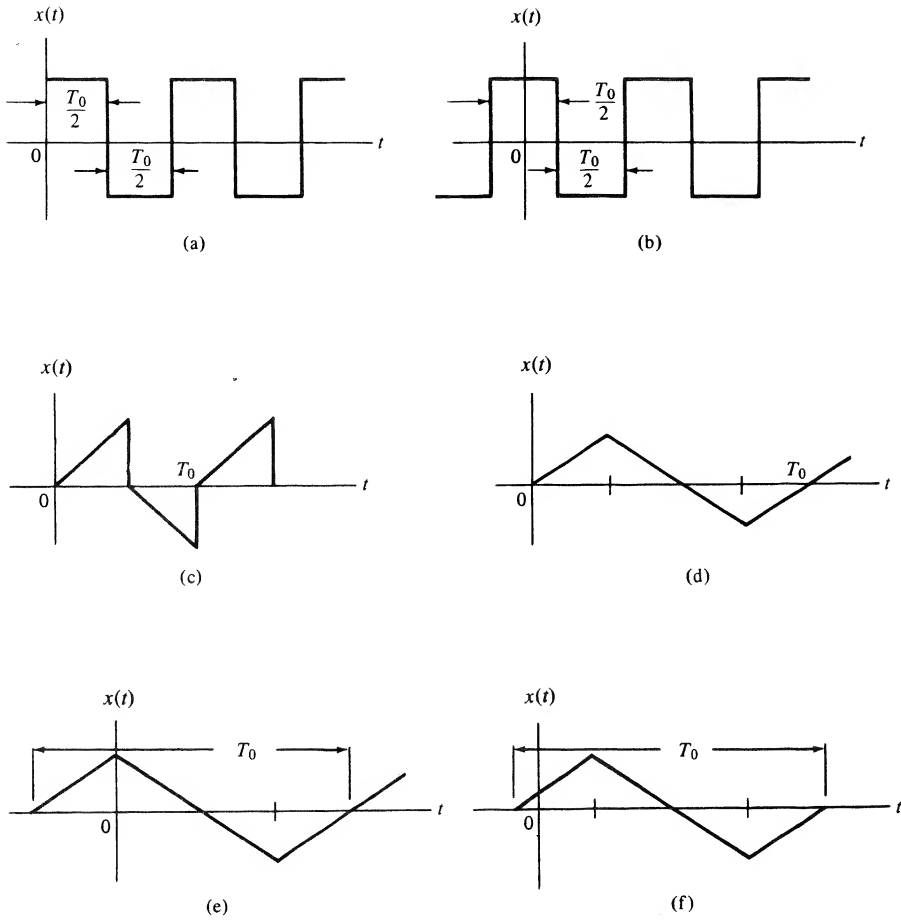 x(t)
T₀/2
0
T₀/2
t
(a)
x(t)
T₀/2
0
T₀/2
t
(b)
x(t)
T₀
0
t
(c)
x(t)
T₀
0
t
(d)
x(t)
T₀
0
t
(e)
x(t)
T₀
0
t
(f)